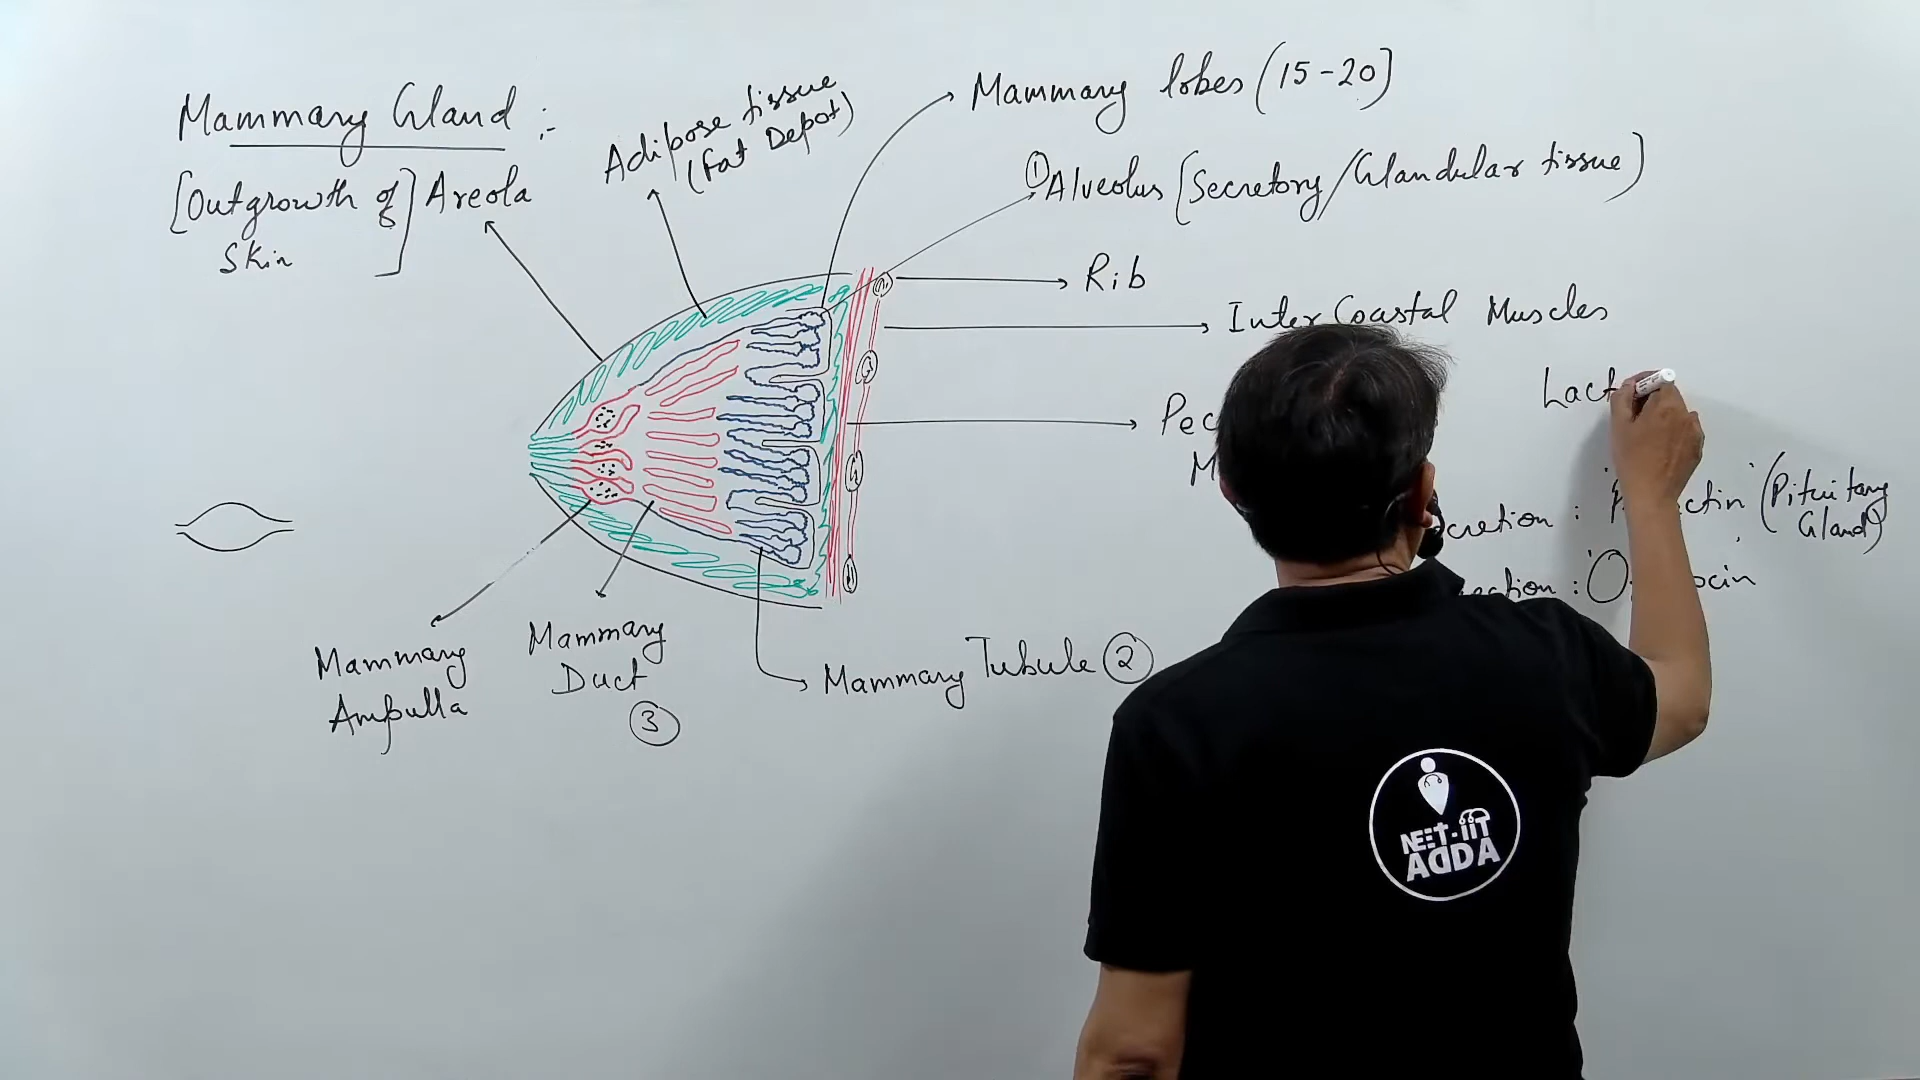 Mammary Gland :-
[Outgrowth of
Skin]
Areola
Adipose tissue
(Fat Depot)
Mammary lobes (15-20]
① Alveolus [Secretory/Glandular tissue)
Rib
Inter Coastal Muscles
Pec
M
Lact
cretion : ctin (Pituitary
Gland)
ection : O cin
Mammary
Ampulla
Mammary
Duct
③
Mammary Tubule ②
NEET-IIT
ADDA